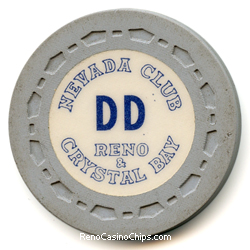 NEVADA CLUB
DD
RENO
&
CRYSTAL BAY
RenoCasinoChips.com